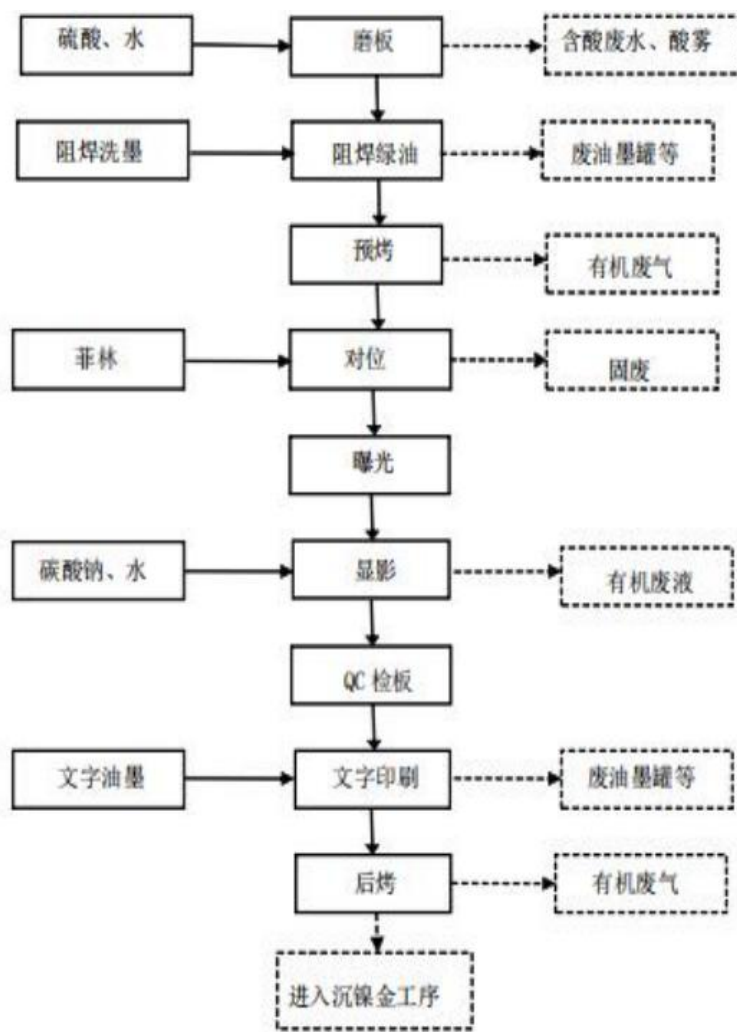 硫酸、水
磨板
含酸废水、酸雾
阻焊洗墨
阻焊绿油
废油墨罐等
预烤
有机废气
菲林
对位
固废
曝光
碳酸钠、水
显影
有机废液
QC 检板
文字油墨
文字印刷
废油墨罐等
后烤
有机废气
进入沉镍金工序